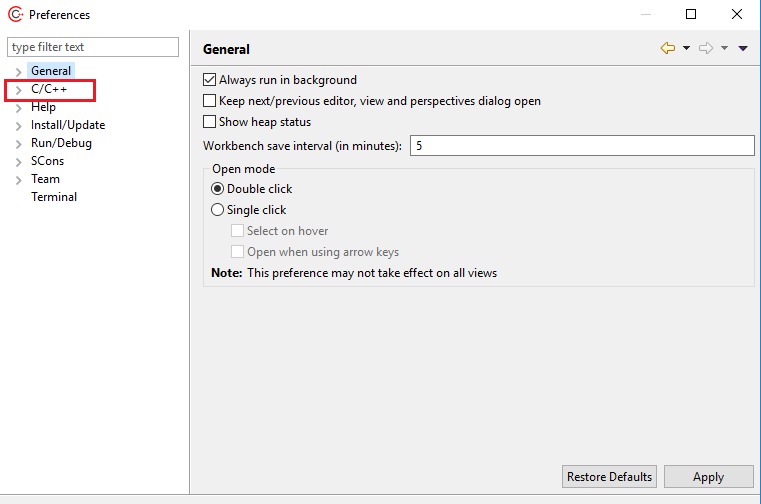 Preferences
type filter text
General
C/C++
Help
Install/Update
Run/Debug
SCons
Team
Terminal
General
Always run in background
Keep next/previous editor, view and perspectives dialog open
Show heap status
Workbench save interval (in minutes): 5
Open mode
Double click
Single click
Select on hover
Open when using arrow keys
Note: This preference may not take effect on all views
Restore Defaults Apply